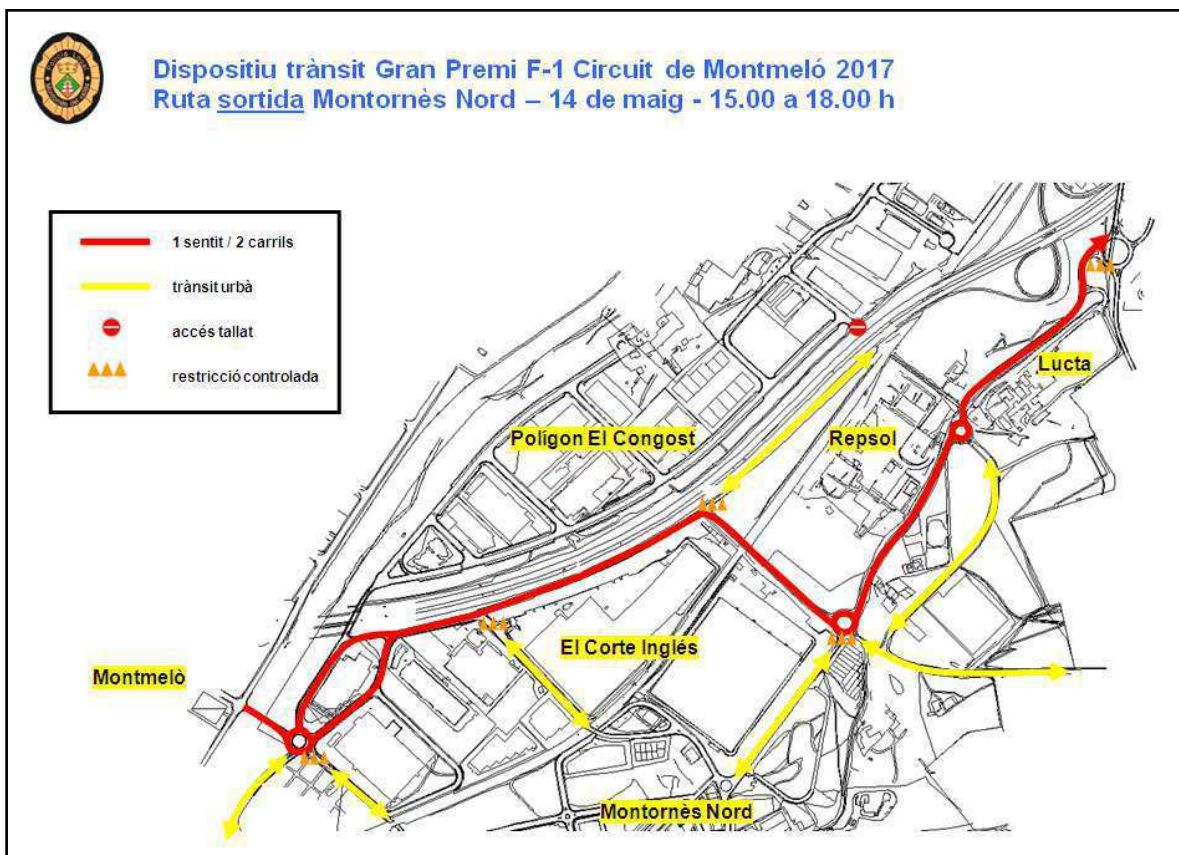 Dispositiu trànsit Gran Premi F-1 Circuit de Montmeló 2017
Ruta sortida Montornès Nord – 14 de maig - 15.00 a 18.00 h
1 sentit / 2 carrils
trànsit urbà
accés tallat
restricció controlada
Lucta
Polígon El Congost
Repsol
El Corte Inglés
Montmelò
Montornès Nord